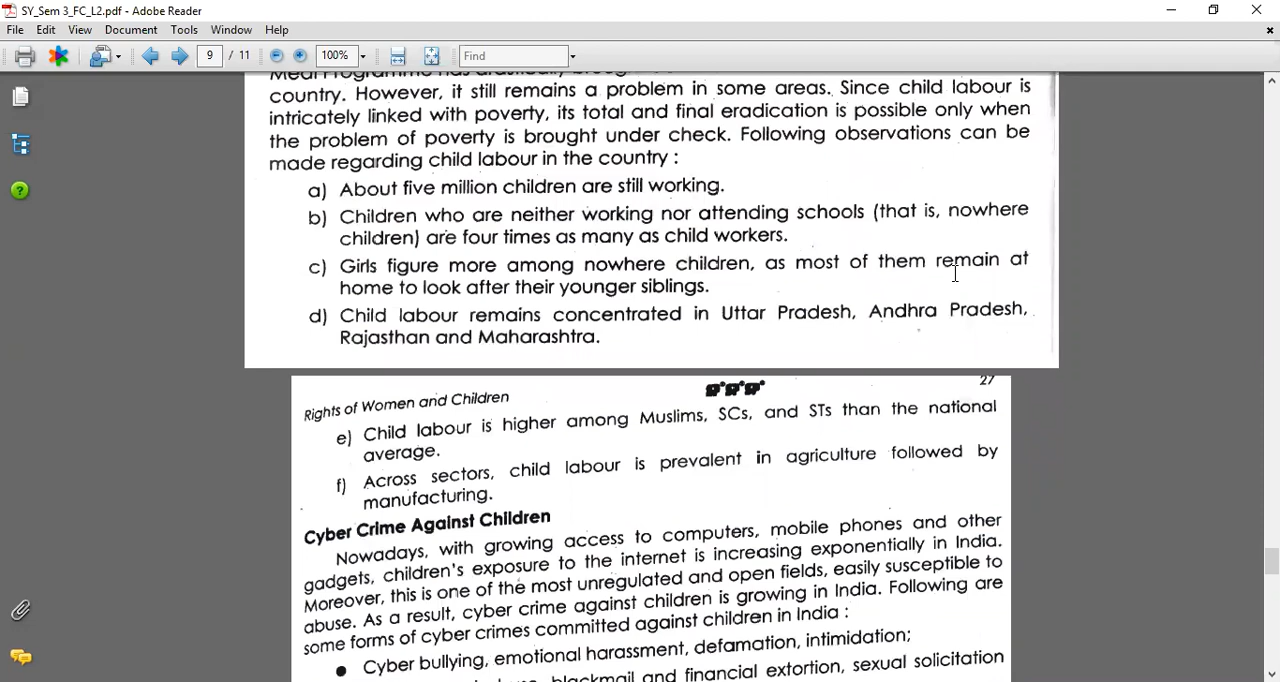 SY_Sem 3_FC_L2.pdf - Adobe Reader
File Edit View Document Tools Window Help
9 / 11 100% Find
Meal Programme has drastically
country. However, it still remains a problem in some areas. Since child labour is
intricately linked with poverty, its total and final eradication is possible only when
the problem of poverty is brought under check. Following observations can be
made regarding child labour in the country :
a) About five million children are still working.
b) Children who are neither working nor attending schools (that is, nowhere
children) are four times as many as child workers.
c) Girls figure more among nowhere children, as most of them remain at
home to look after their younger siblings.
d) Child labour remains concentrated in Uttar Pradesh, Andhra Pradesh,
Rajasthan and Maharashtra.
Rights of Women and Children 27
e) Child labour is higher among Muslims, SCs, and STs than the national
average.
f) Across sectors, child labour is prevalent in agriculture followed by
manufacturing.
Cyber Crime Against Children
Nowadays, with growing access to computers, mobile phones and other
gadgets, children's exposure to the internet is increasing exponentially in India.
Moreover, this is one of the most unregulated and open fields, easily susceptible to
abuse. As a result, cyber crime against children is growing in India. Following are
some forms of cyber crimes committed against children in India :
● Cyber bullying, emotional harassment, defamation, intimidation;
blackmail and financial extortion, sexual solicitation